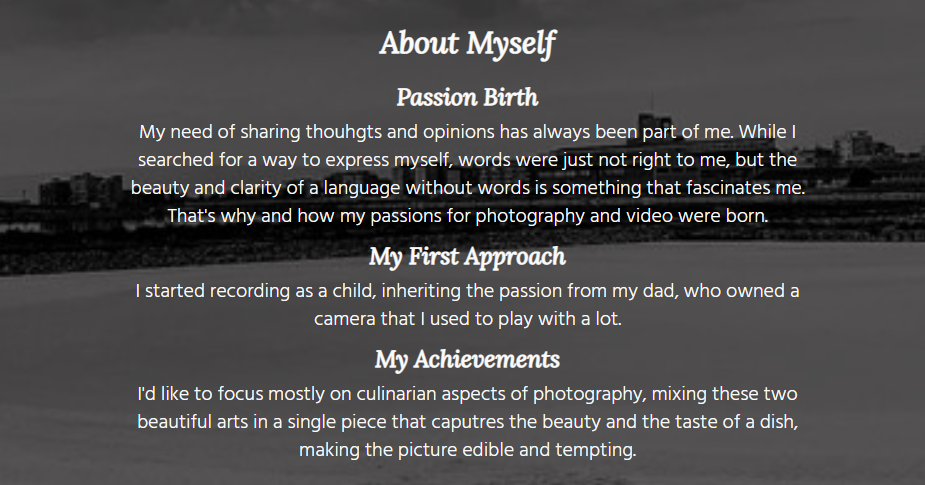 About Myself
Passion Birth
My need of sharing thouhgts and opinions has always been part of me. While I
searched for a way to express myself, words were just not right to me, but the
beauty and clarity of a language without words is something that fascinates me.
That's why and how my passions for photography and video were born.
My First Approach
I started recording as a child, inheriting the passion from my dad, who owned a
camera that I used to play with a lot.
My Achievements
I'd like to focus mostly on culinarian aspects of photography, mixing these two
beautiful arts in a single piece that caputres the beauty and the taste of a dish,
making the picture edible and tempting.